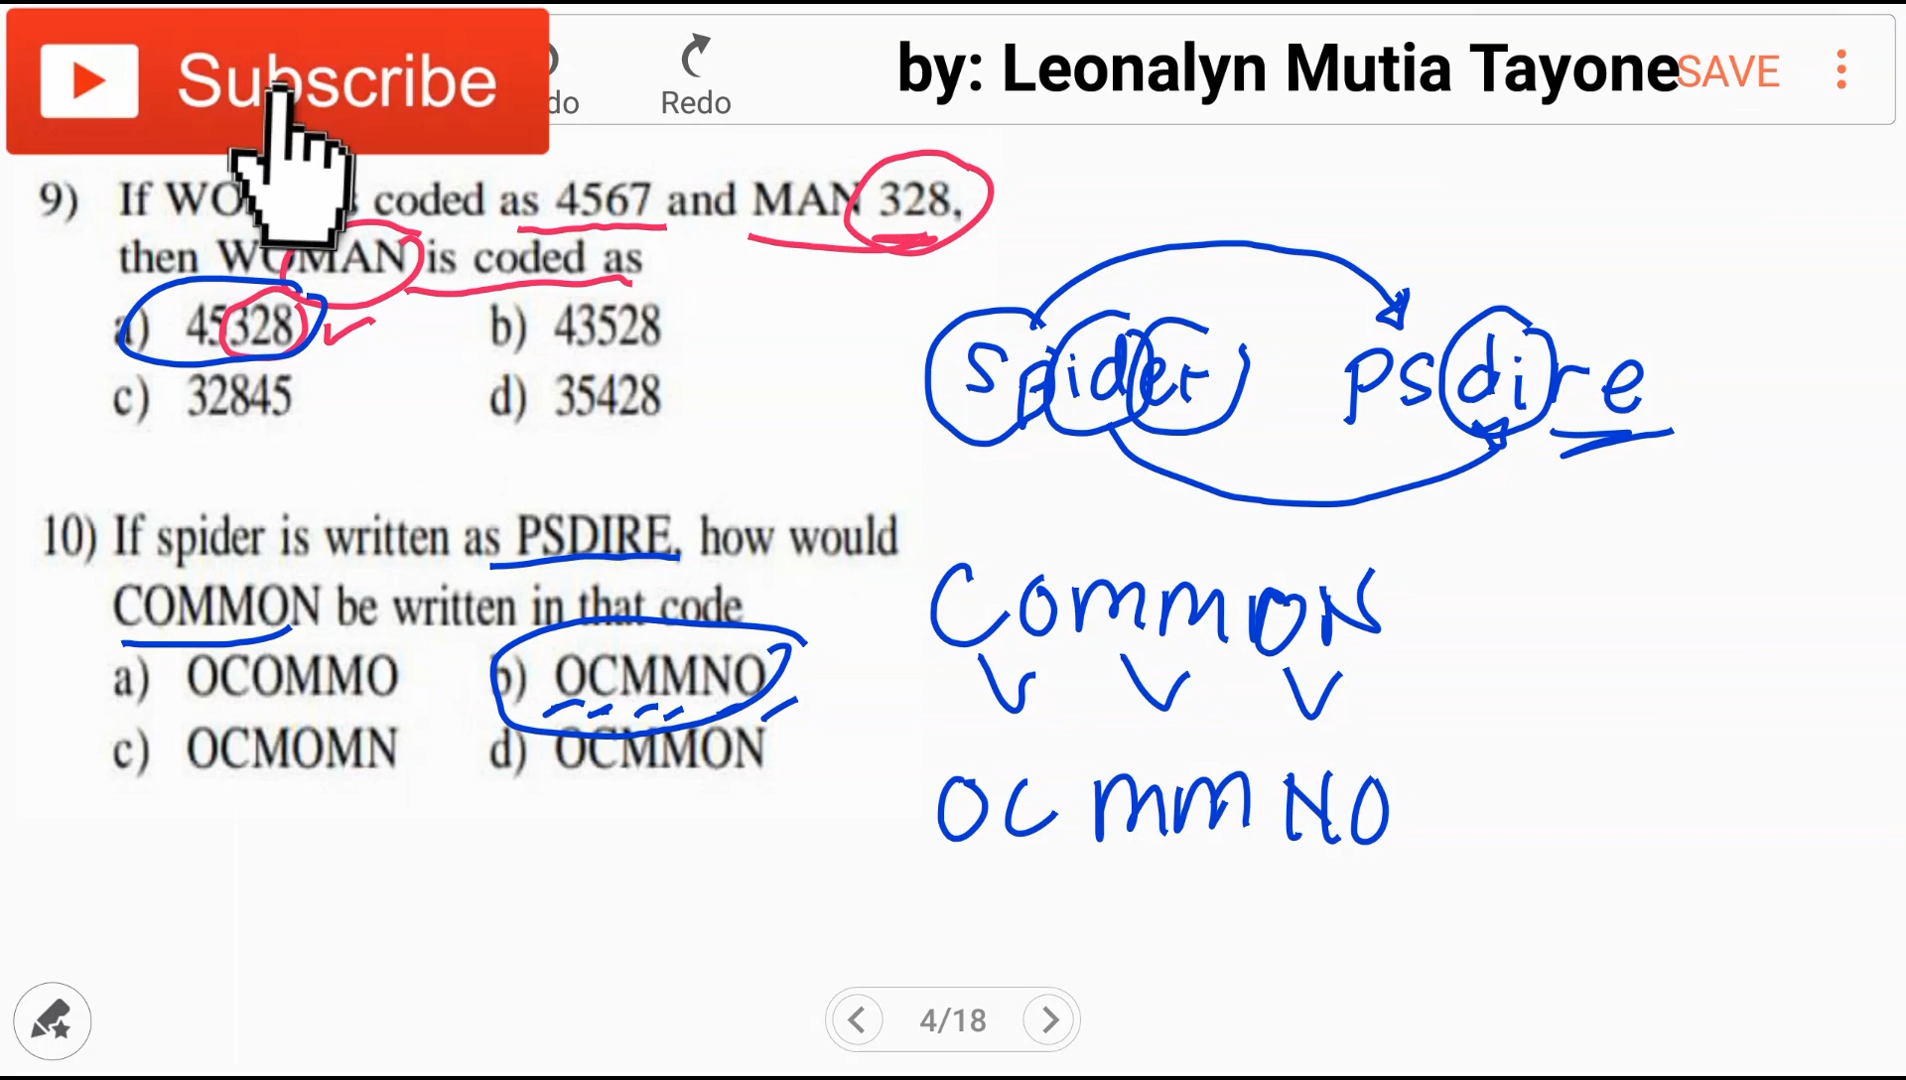 Subscribe
do
Redo
by: Leonalyn Mutia Tayone
SAVE
9) If WO coded as 4567 and MAN 328,
then WOMAN is coded as
a) 45328 b) 43528
c) 32845 d) 35428
Spider psdire
10) If spider is written as PSDIRE, how would
COMMON be written in that code
COMMON
a) OCOMMO b) OCMMNO
c) OCMOMN d) OCMMON
OCMMNO
4/18